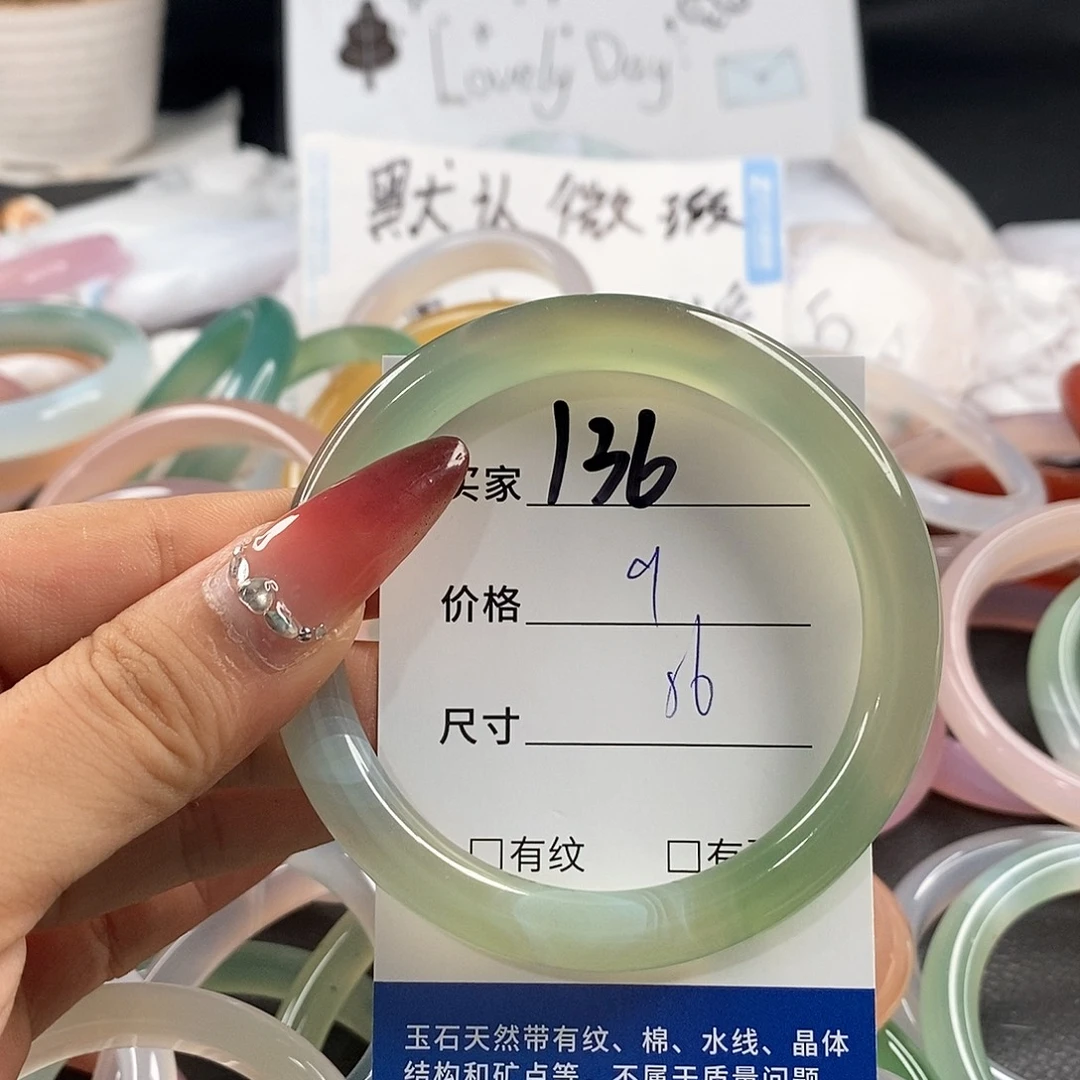 Lovely Day
默认微瑕
买家 136
价格 9
尺寸 56
□有纹 □有
玉石天然带有纹、棉、水线、晶体
结构和矿点等，不属于质量问题